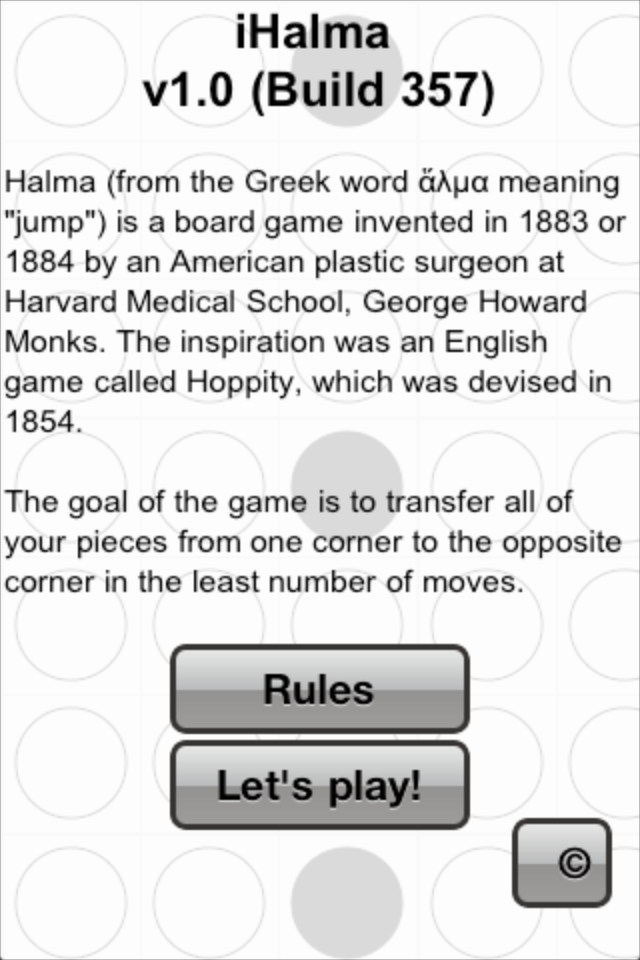 iHalma
v1.0 (Build 357)
Halma (from the Greek word ἅλμα meaning
"jump") is a board game invented in 1883 or
1884 by an American plastic surgeon at
Harvard Medical School, George Howard
Monks. The inspiration was an English
game called Hoppity, which was devised in
1854.
The goal of the game is to transfer all of
your pieces from one corner to the opposite
corner in the least number of moves.
Rules
Let's play!
©